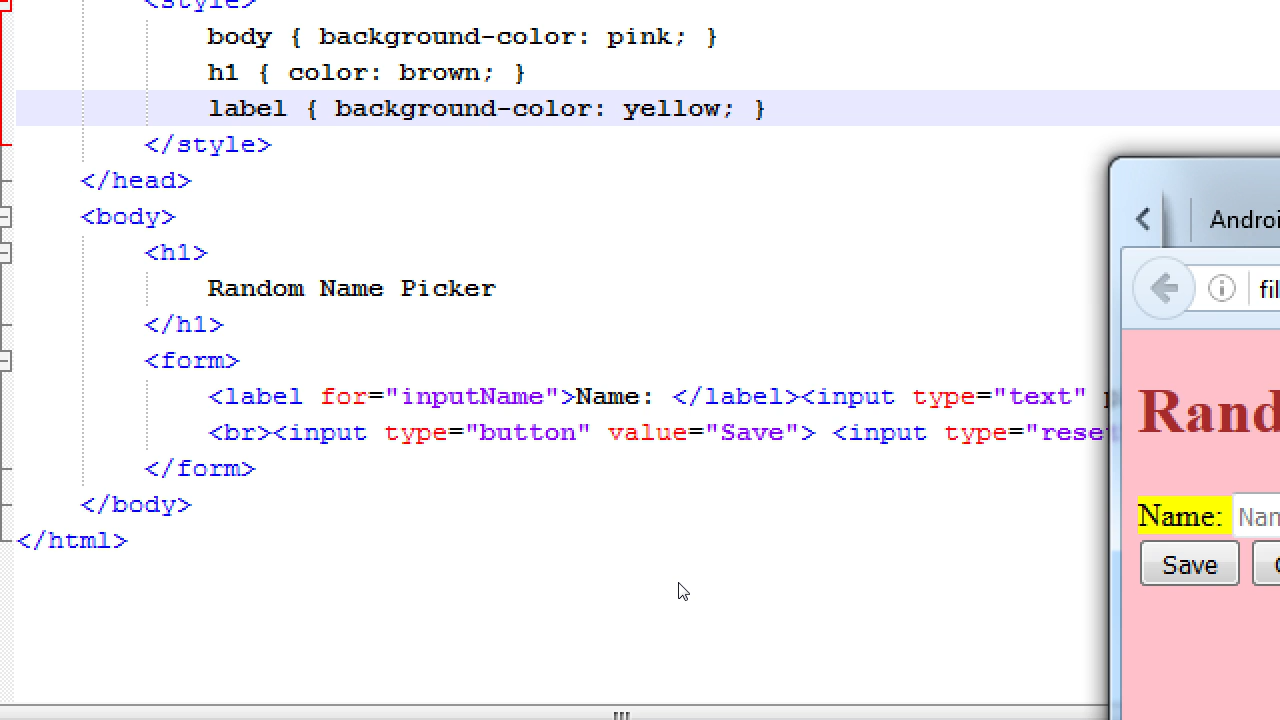 <style>
body { background-color: pink; }
h1 { color: brown; }
label { background-color: yellow; }
</style>
</head>
<body>
<h1>
Random Name Picker
</h1>
<form>
<label for="inputName">Name: </label><input type="text"
<br><input type="button" value="Save"> <input type="rese
</form>
</body>
</html>
Androi
fil
Rand
Name: Nam
Save